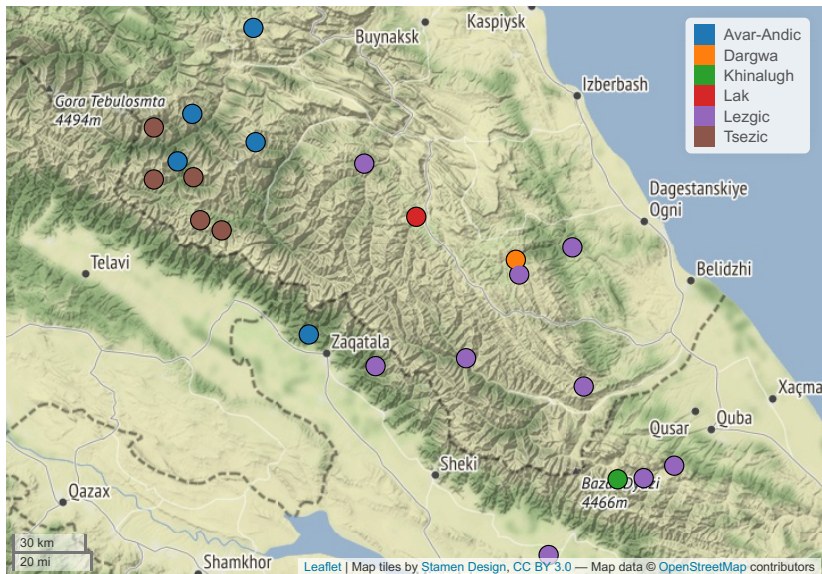 Kaspiysk
Buynaksk
Avar-Andic
Dargwa
Khinalugh
Lak
Lezgic
Tsezic
Izberbash
Gora Tebulosmta
4494m
Dagestanskiye
Ogni
Telavi
Belidzhi
Zaqatala
Xaçma
Qusar
Quba
Sheki
4466m
Qazax
30 km
20 mi
Shamkhor
Leaflet | Map tiles by Stamen Design, CC BY 3.0 — Map data © OpenStreetMap contributors